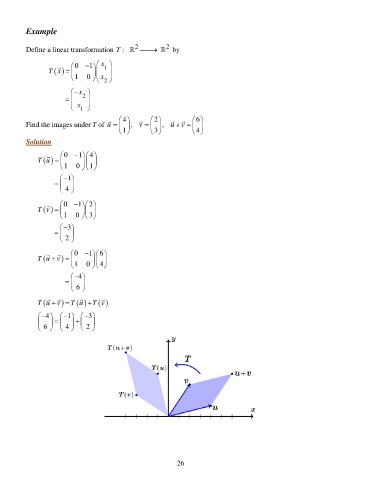 Example
Define a linear transformation T : ℝ² ⟶ ℝ² by
T(x⃗) = (0 −1; 1 0)(x₁; x₂)
= (−x₂; x₁)
Find the images under T of u⃗ = (4; 1), v⃗ = (2; 3), u⃗ + v⃗ = (6; 4)
Solution
T(u⃗) = (0 −1; 1 0)(4; 1)
= (−1; 4)
T(v⃗) = (0 −1; 1 0)(2; 3)
= (−3; 2)
T(u⃗ + v⃗) = (0 −1; 1 0)(6; 4)
= (−4; 6)
T(u⃗ + v⃗) = T(u⃗) + T(v⃗)
(−4; 6) = (−1; 4) + (−3; 2)
y
T(u+v)
T
T(u)
u+v
v
T(v)
u
x
26